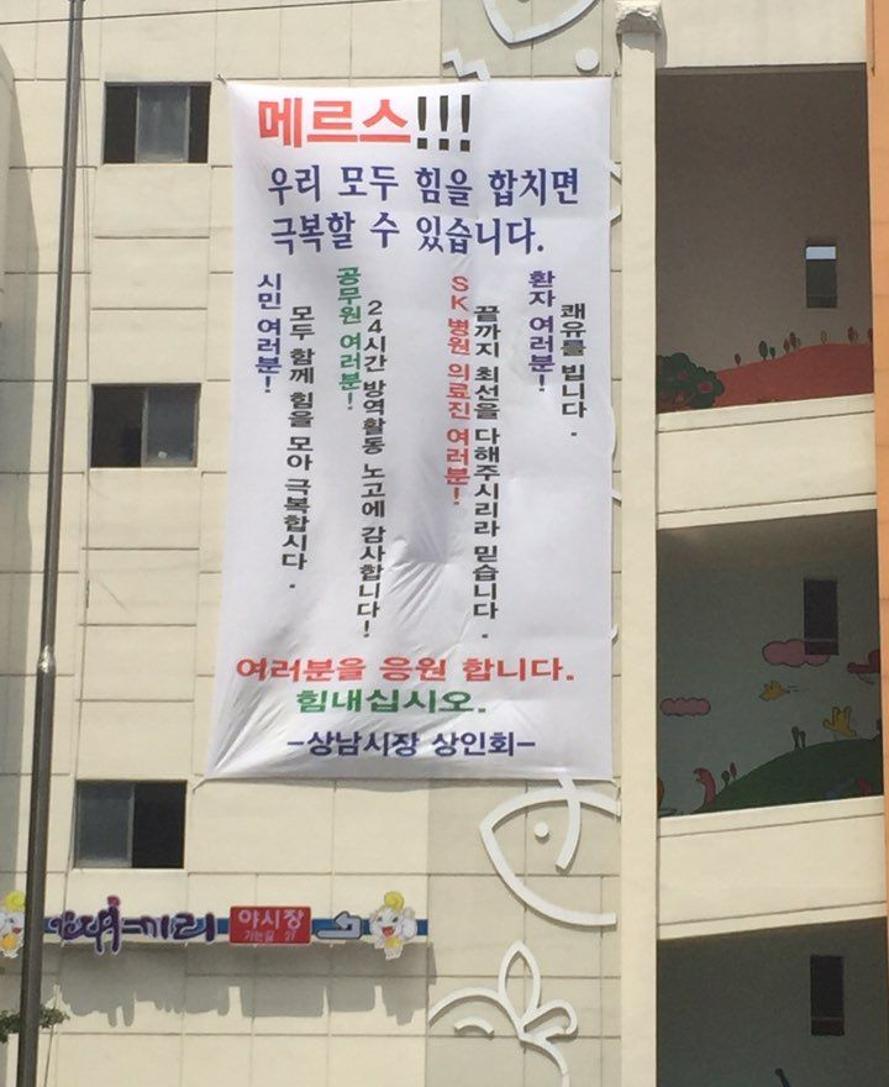 메르스!!!
우리 모두 힘을 합치면
극복할 수 있습니다.
환자 여러분!
쾌유를 빕니다.
SK병원 의료진 여러분!
끝까지 최선을 다해주시리라 믿습니다.
공무원 여러분!
24시간 방역활동 노고에 감사합니다!
시민 여러분!
모두 함께 힘을 모아 극복합시다.
여러분을 응원 합니다.
힘내십시오.
-상남시장 상인회-
야시장